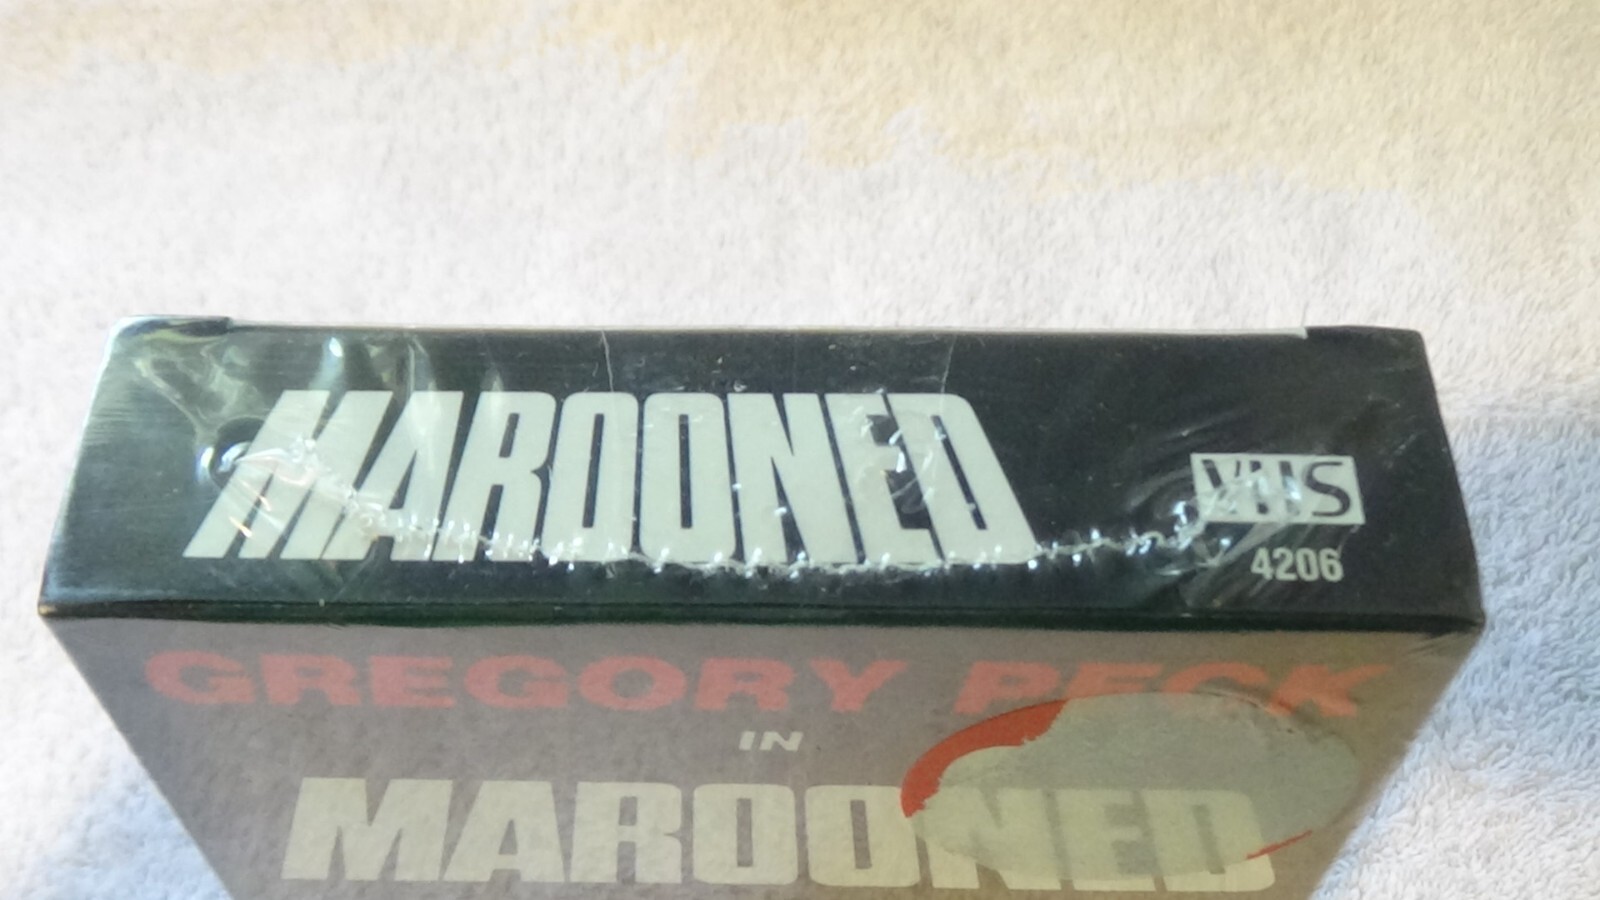 MAROONED
VHS
4206
GREGORY PECK
IN
MAROONED